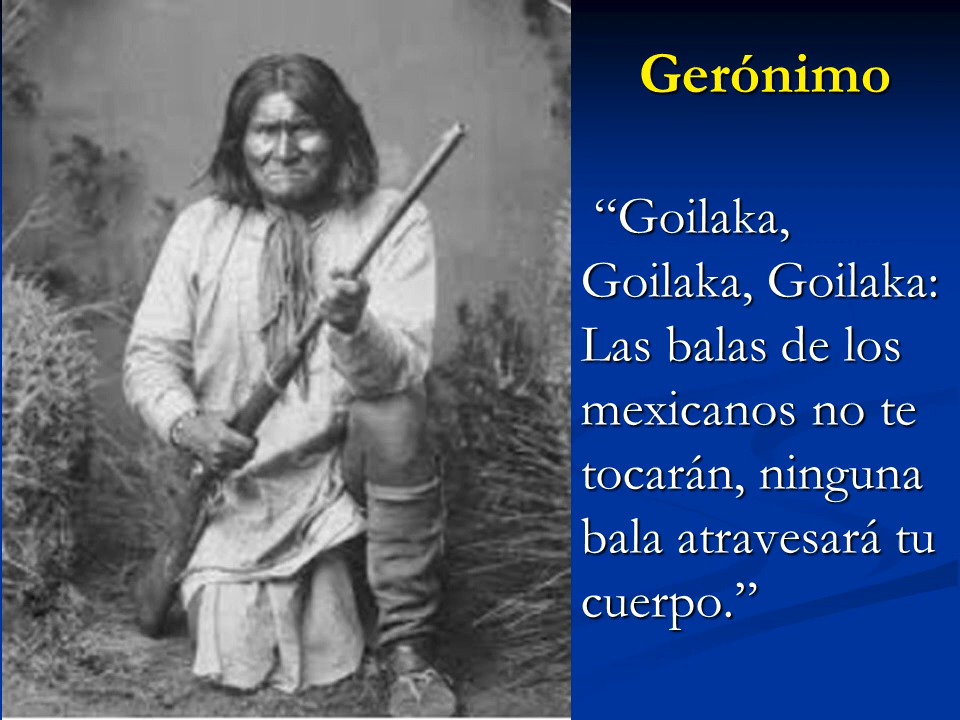 Gerónimo
“Goilaka,
Goilaka, Goilaka:
Las balas de los
mexicanos no te
tocarán, ninguna
bala atravesará tu
cuerpo.”